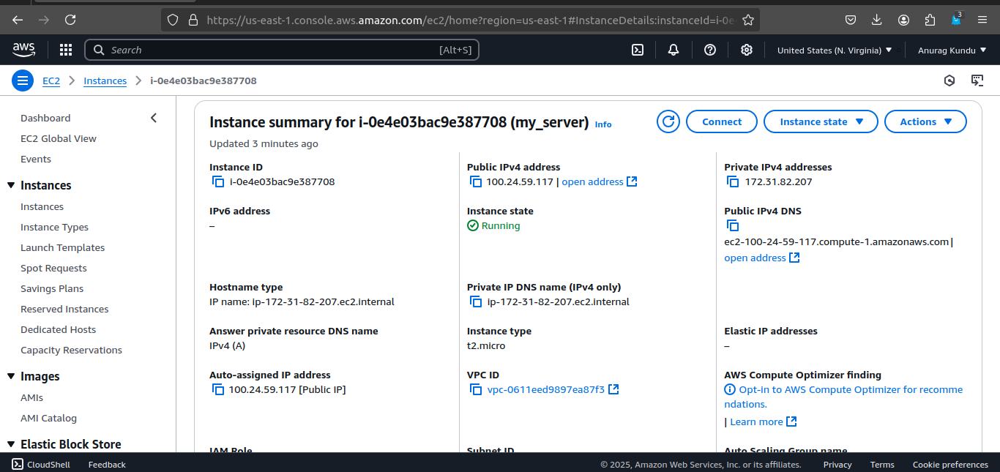 https://us-east-1.console.aws.amazon.com/ec2/home?region=us-east-1#InstanceDetails:instanceId=i-0e
3
aws
Search
[Alt+S]
United States (N. Virginia)
Anurag Kundu
EC2
Instances
i-0e4e03bac9e387708
Dashboard
EC2 Global View
Events
Instances
Instances
Instance Types
Launch Templates
Spot Requests
Savings Plans
Reserved Instances
Dedicated Hosts
Capacity Reservations
Images
AMIs
AMI Catalog
Elastic Block Store
Instance summary for i-0e4e03bac9e387708 (my_server) Info
Connect
Instance state
Actions
Updated 3 minutes ago
Instance ID
i-0e4e03bac9e387708
Public IPv4 address
100.24.59.117 | open address
Private IPv4 addresses
172.31.82.207
IPv6 address
–
Instance state
Running
Public IPv4 DNS
ec2-100-24-59-117.compute-1.amazonaws.com |
open address
Hostname type
IP name: ip-172-31-82-207.ec2.internal
Private IP DNS name (IPv4 only)
ip-172-31-82-207.ec2.internal
Answer private resource DNS name
IPv4 (A)
Instance type
t2.micro
Elastic IP addresses
–
Auto-assigned IP address
100.24.59.117 [Public IP]
VPC ID
vpc-0611eed9897ea87f3
AWS Compute Optimizer finding
Opt-in to AWS Compute Optimizer for recomme
ndations.
| Learn more
IAM Role
Subnet ID
Auto Scaling Group name
CloudShell
Feedback
© 2025, Amazon Web Services, Inc. or its affiliates.
Privacy
Terms
Cookie preferences